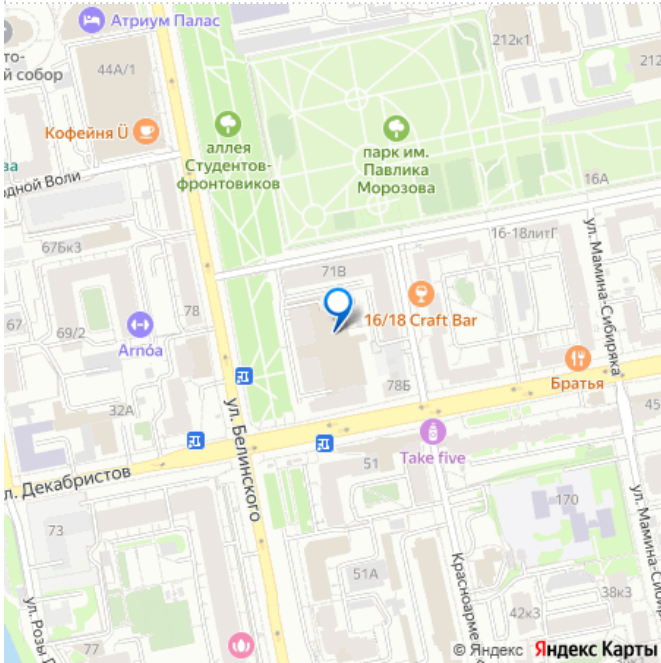 Атриум Палас
то-
й собор
44А/1
212к1
212
Кофейня Ü
аллея
Студентов-
фронтовиков
парк им.
Павлика
Морозова
ва
одной Воли
16А
67Бк3
71В
16-18литГ
ул. Мамина-Сибиряка
78
67
69/2
Arnóa
16/18 Craft Bar
Братья
78Б
32А
ул. Белинского
45
Take five
л. Декабристов
51
170
ул. Мамина-Сибир
73
51А
Красноарме
38к3
42к3
ул. Розы Л
77
© Яндекс Яндекс Карты